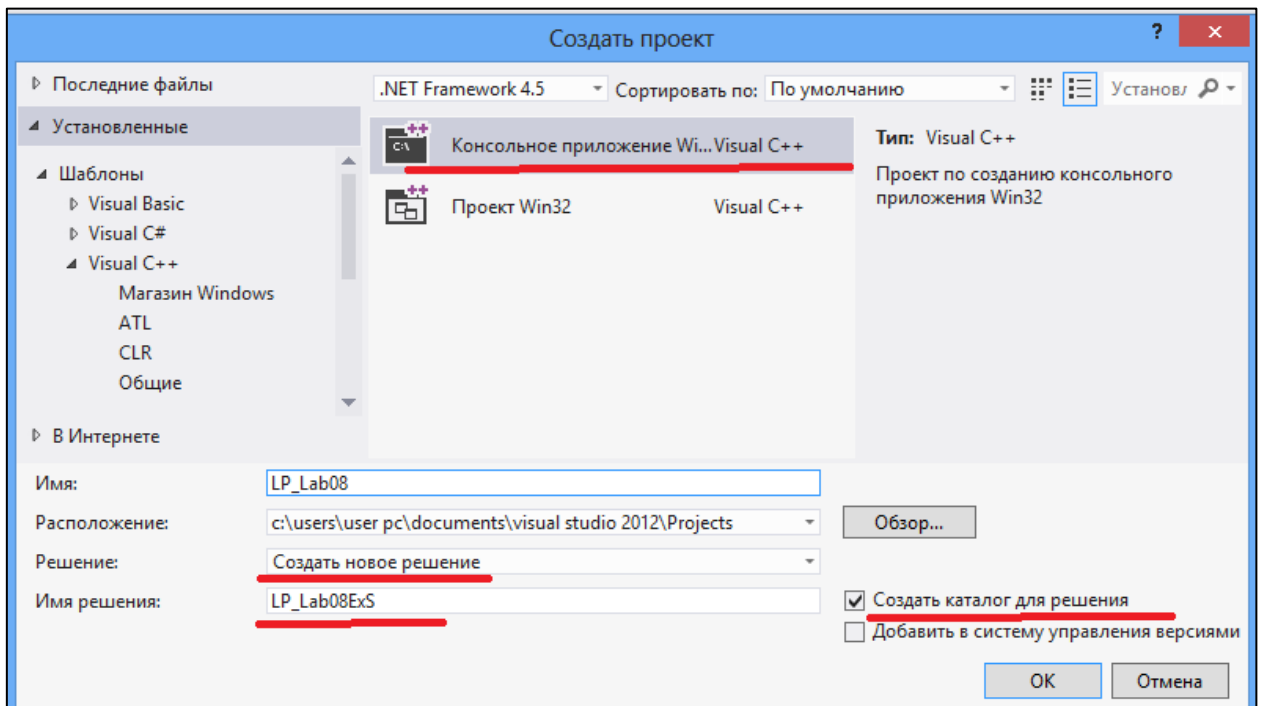 Создать проект
?
Последние файлы
.NET Framework 4.5
Сортировать по: По умолчанию
Установл
Установленные
Шаблоны
Visual Basic
Visual C#
Visual C++
Магазин Windows
ATL
CLR
Общие
В Интернете
C:\
Консольное приложение Wi... Visual C++
Проект Win32 Visual C++
Тип: Visual C++
Проект по созданию консольного
приложения Win32
Имя: LP_Lab08
Расположение: c:\users\user pc\documents\visual studio 2012\Projects
Обзор...
Решение: Создать новое решение
Имя решения: LP_Lab08ExS
Создать каталог для решения
Добавить в систему управления версиями
ОК
Отмена